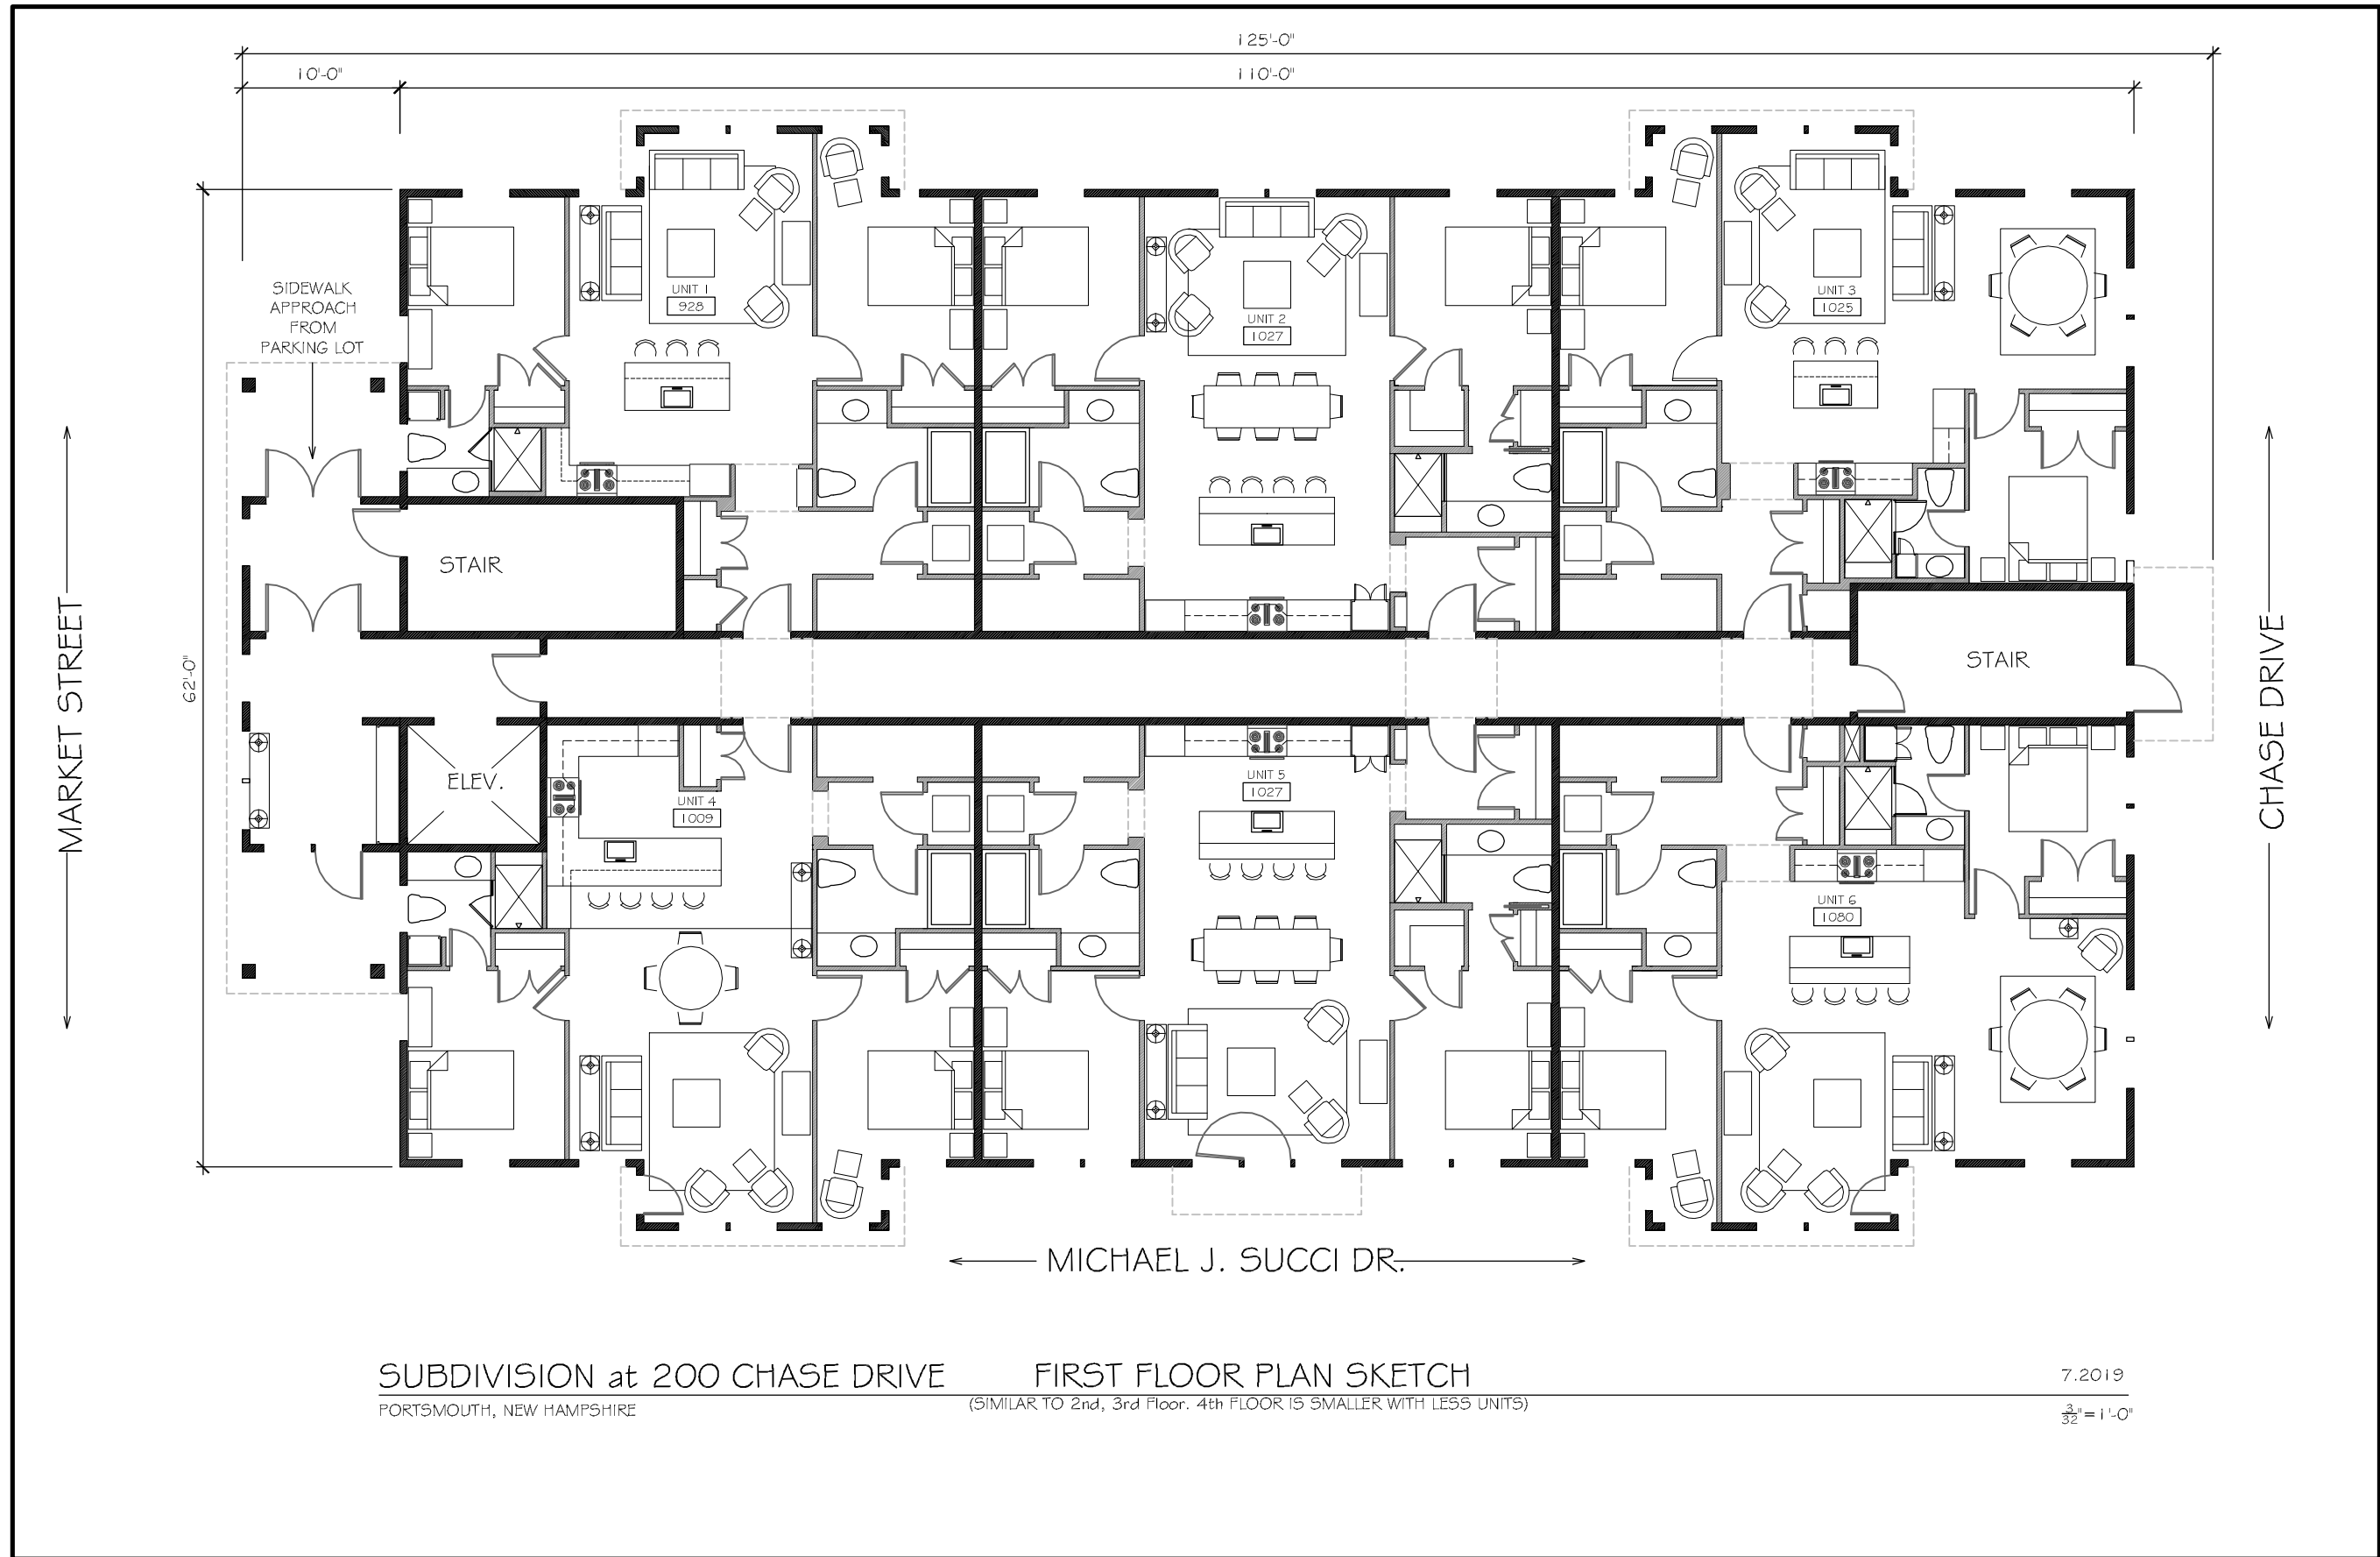 125'-0"
10'-0"
110'-0"
SIDEWALK
APPROACH
FROM
PARKING LOT
UNIT 1
928
UNIT 2
1027
UNIT 3
1025
STAIR
STAIR
MARKET STREET
62'-0"
CHASE DRIVE
ELEV.
UNIT 4
1009
UNIT 5
1027
UNIT 6
1080
MICHAEL J. SUCCI DR.
SUBDIVISION at 200 CHASE DRIVE FIRST FLOOR PLAN SKETCH
7.2019
PORTSMOUTH, NEW HAMPSHIRE
(SIMILAR TO 2nd, 3rd Floor. 4th FLOOR IS SMALLER WITH LESS UNITS)
3/32"=1'-0"